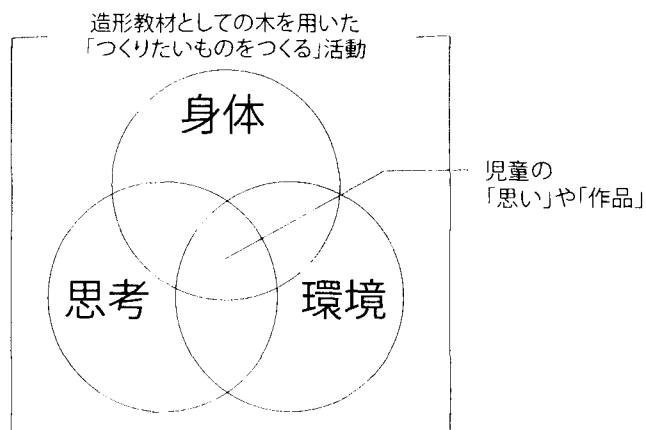 造形教材としての木を用いた
「つくりたいものをつくる」活動
身体
児童の
「思い」や「作品」
思考
環境